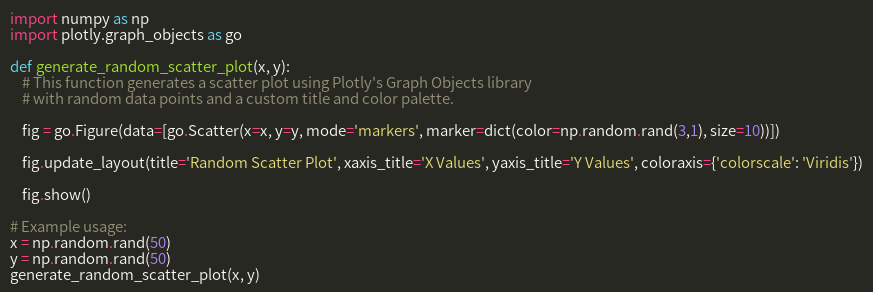 import numpy as np
import plotly.graph_objects as go
def generate_random_scatter_plot(x, y):
# This function generates a scatter plot using Plotly's Graph Objects library
# with random data points and a custom title and color palette.
fig = go.Figure(data=[go.Scatter(x=x, y=y, mode='markers', marker=dict(color=np.random.rand(3,1), size=10))])
fig.update_layout(title='Random Scatter Plot', xaxis_title='X Values', yaxis_title='Y Values', coloraxis={'colorscale': 'Viridis'})
fig.show()
# Example usage:
x = np.random.rand(50)
y = np.random.rand(50)
generate_random_scatter_plot(x, y)